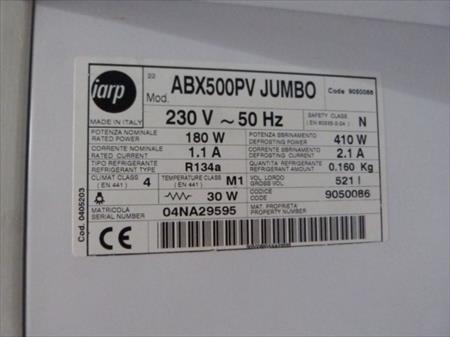 iarp
MADE IN ITALY
22
Mod. ABX500PV JUMBO Code 9050086
230 V ~ 50 Hz SAFETY CLASS N
POTENZA NOMINALE RATED POWER 180 W POTENZA SBRINAMENTO DEFROSTING POWER 410 W
CORRENTE NOMINALE RATED CURRENT 1.1 A CORRENTE SBRINAMENTO DEFROSTING CURRENT 2.1 A
TIPO REFRIGERANTE REFRIGERANT TYPE R134a QUANTITA REFRIGERANTE REFRIGERANT AMOUNT 0.160 Kg
CLIMAT CLASS (EN 441) 4 TEMPERATURE CLASS (EN 441) M1 VOL. LORDO GROSS VOL 521 l
30 W CODICE CODE 9050086
MATRICOLA SERIAL NUMBER 04NA29595 MAT. PROPRIETA' PROPERTY NUMBER
CE
Cod. 0405203